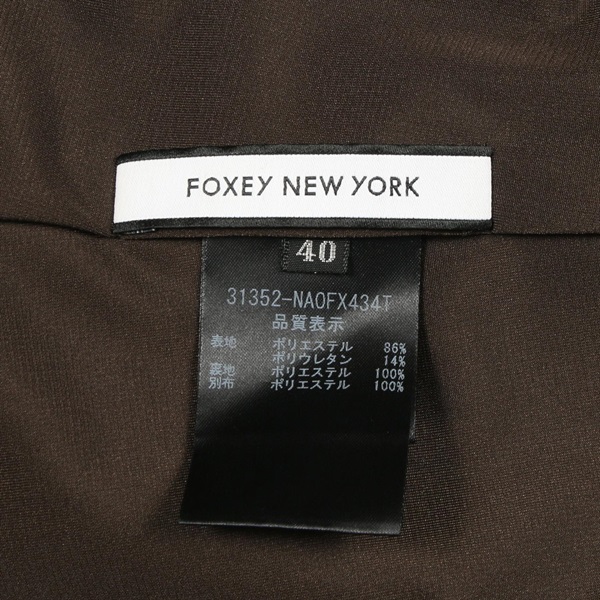 FOXEY NEW YORK
40
31352-NA0FX434T
品質表示
表地 ポリエステル 86%
ポリウレタン 14%
裏地 ポリエステル 100%
別布 ポリエステル 100%